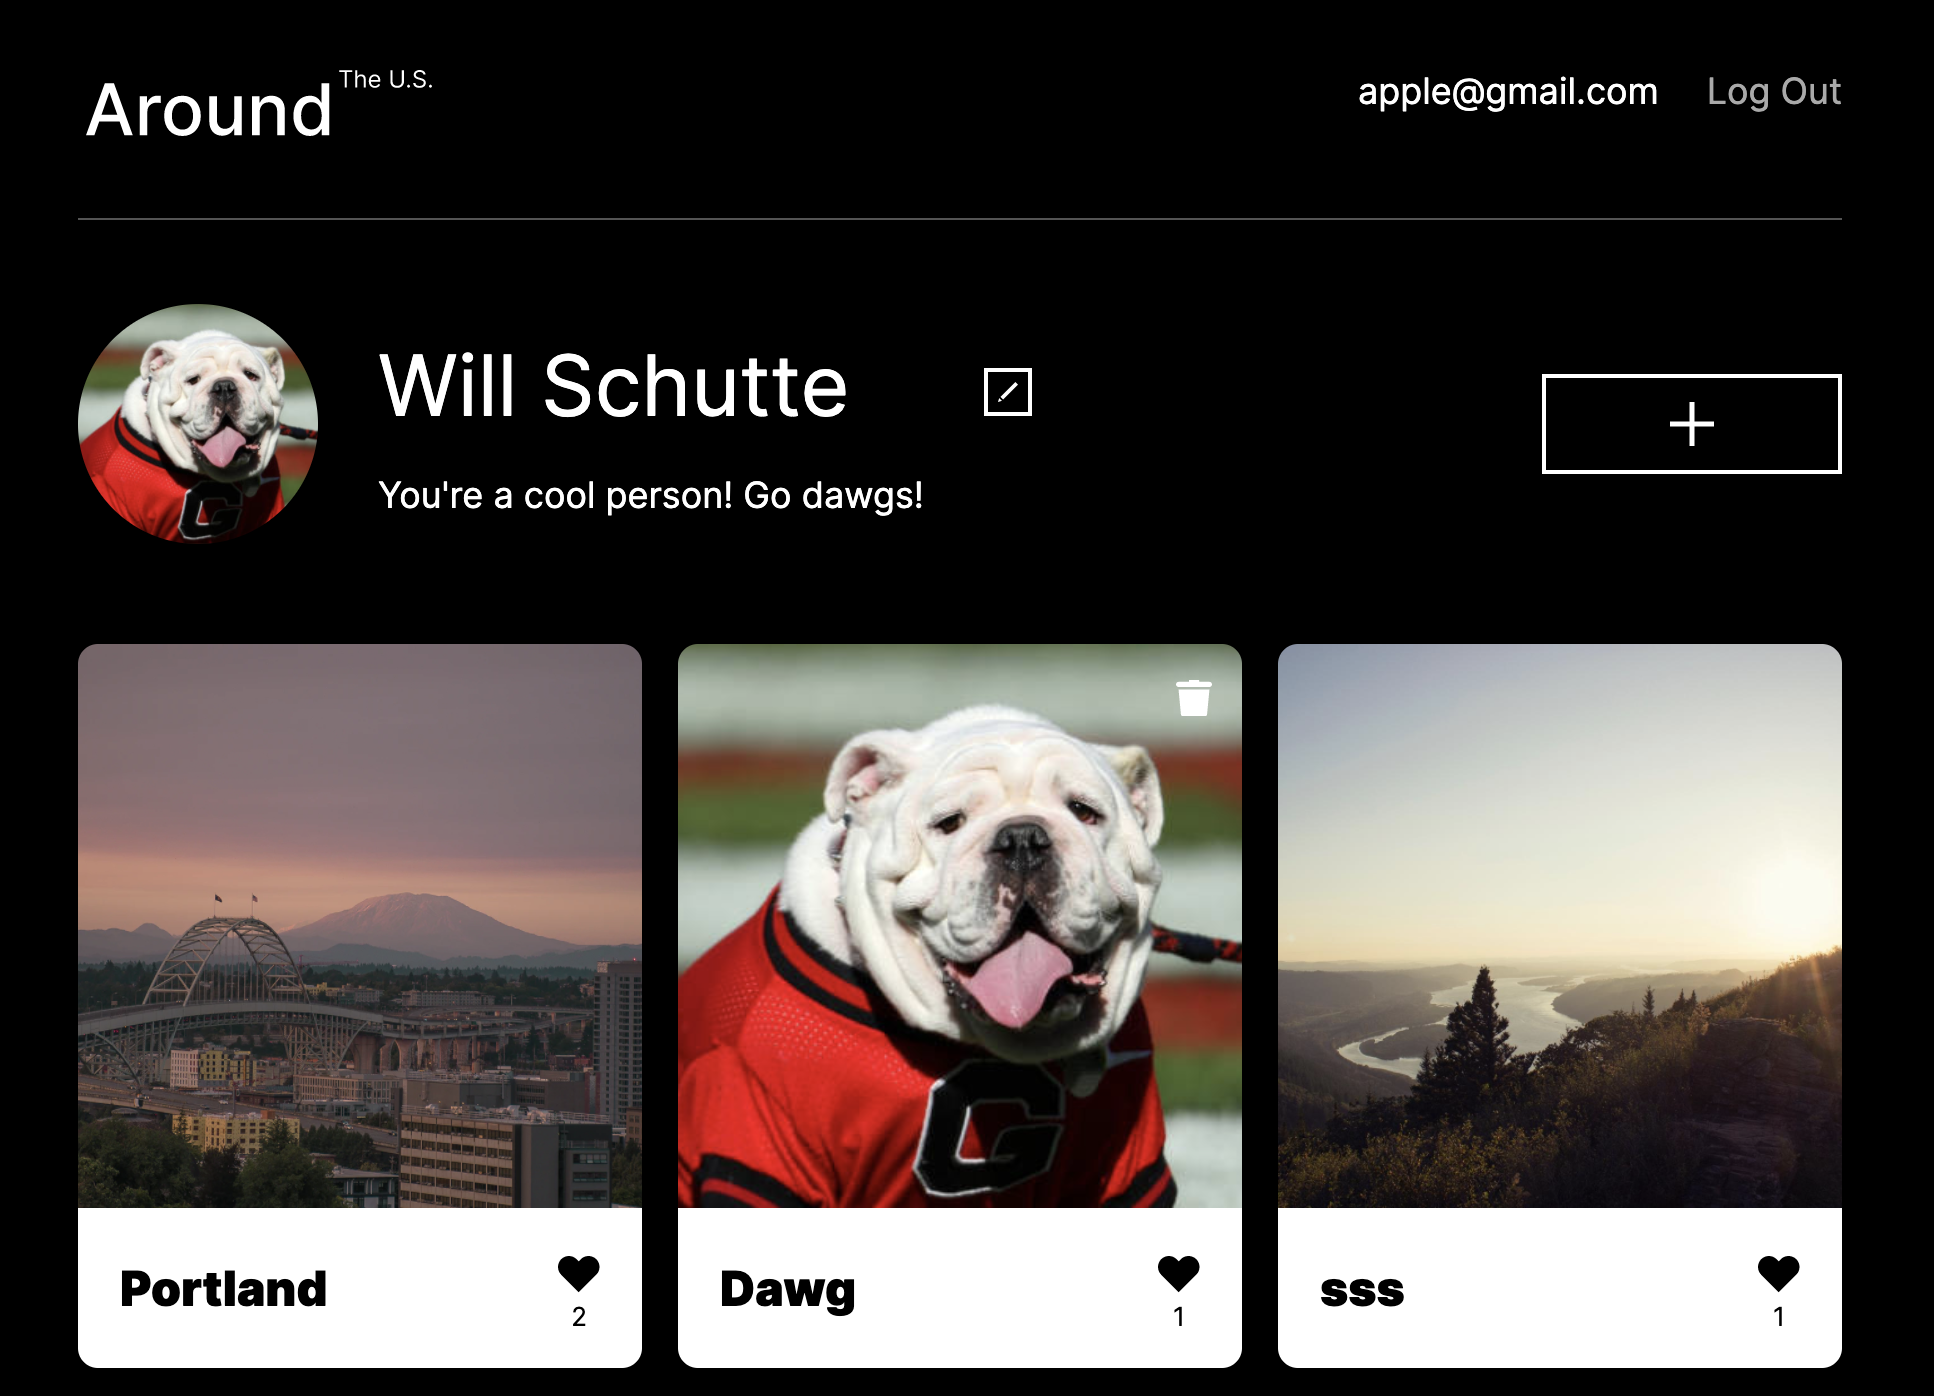 Around The U.S.
apple@gmail.com Log Out
Will Schutte
You're a cool person! Go dawgs!
G
G
Portland
2
Dawg
1
sss
1